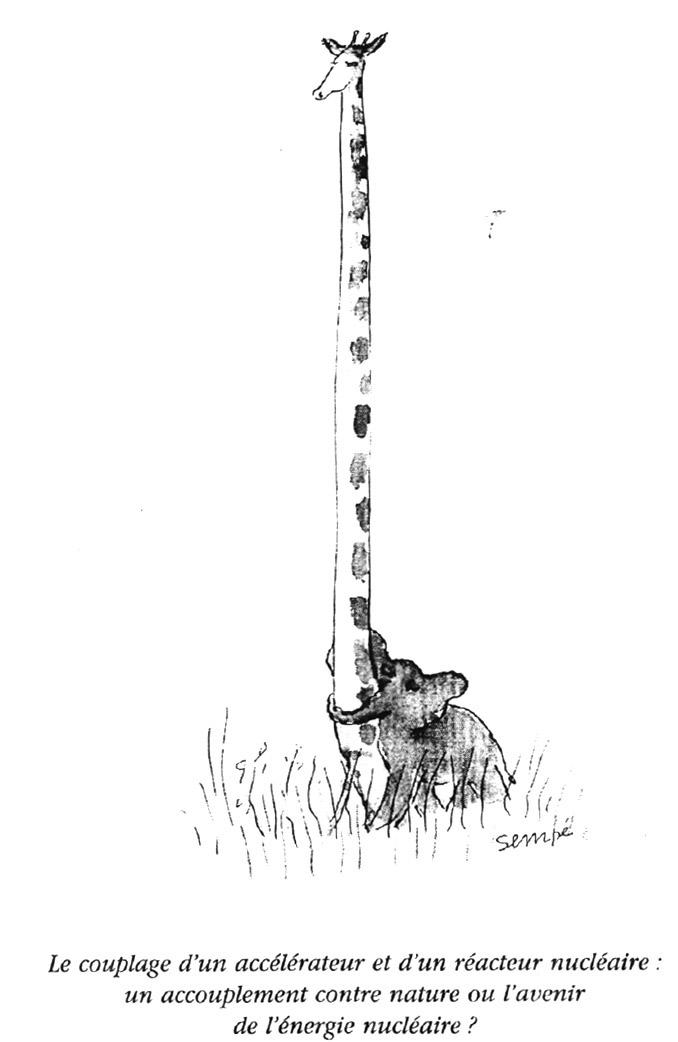 Sempé
Le couplage d'un accélérateur et d'un réacteur nucléaire :
un accouplement contre nature ou l'avenir
de l'énergie nucléaire ?